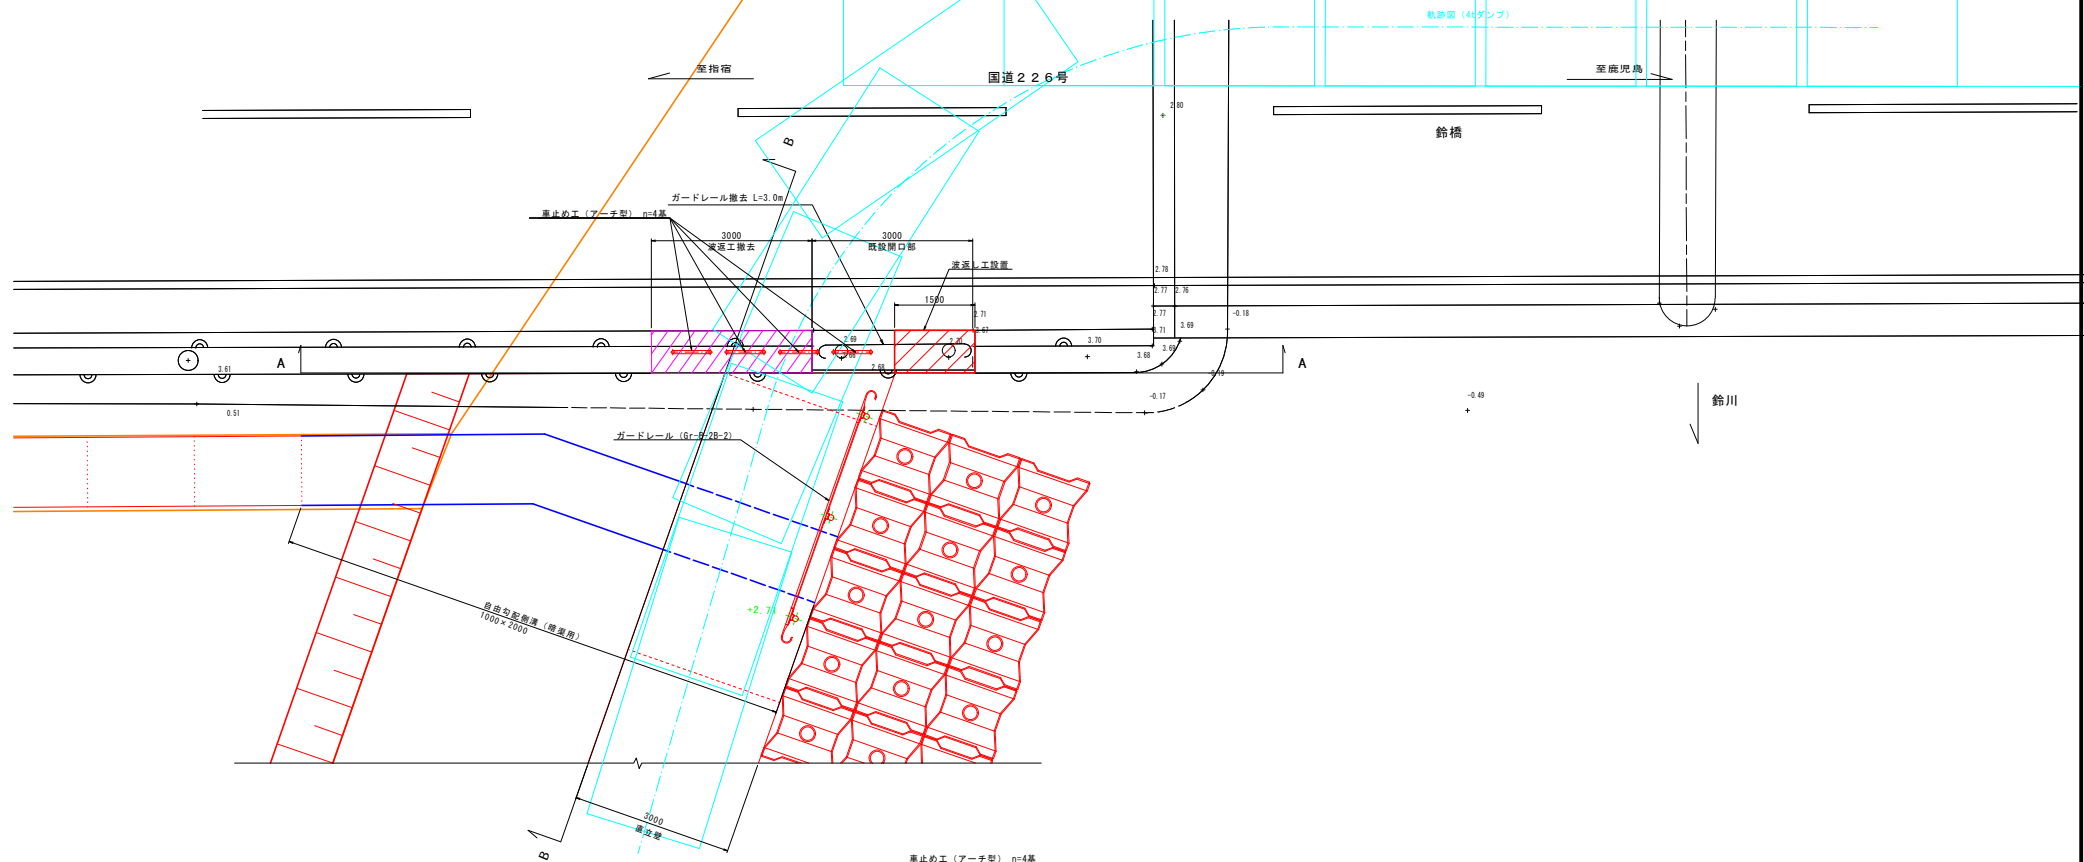 軌跡図 (4tダンプ)
至指宿
国道226号
至鹿児島
2.80
鈴橋
B
ガードレール撤去 L=3.0m
車止め工 (アーチ型) n=4基
3000
波返工撤去
3000
既設開口部
波返し工設置
2.78
2.77
2.76
1500
2.71
2.77
-0.18
3.67
3.71
3.69
2.69
2.70
3.70
3.69
3.68
A
3.61
2.68
A
-0.19
-0.17
-0.49
鈴川
0.51
ガードレール (Gr-B-2B-2)
+2.71
自由勾配側溝 (暗渠用)
1000×2000
3000
直立壁
B
車止め工 (アーチ型) n=4基